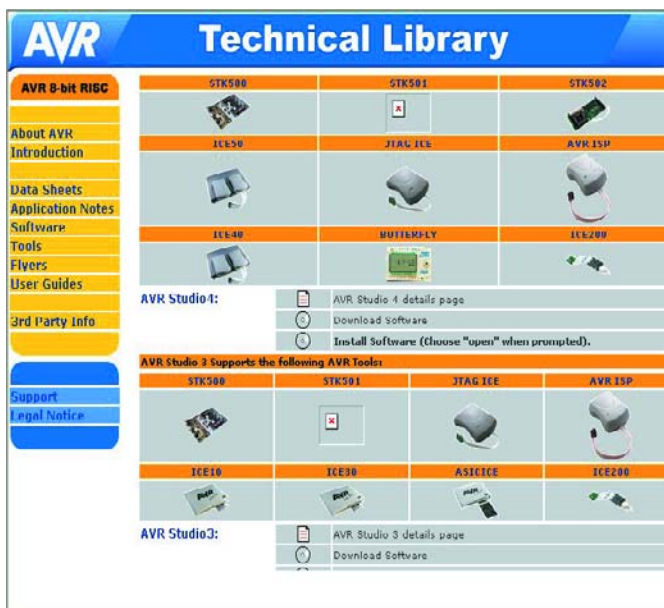 AVR
Technical Library
AVR 8-bit RISC
About AVR
Introduction
Data Sheets
Application Notes
Software
Tools
Flyers
User Guides
3rd Party Info
Support
Legal Notice
STK500 STK501 STK502
ICE50 JTAG ICE AVR ISP
ICE40 BUTTERFLY ICE200
AVR Studio4:
AVR Studio 4 details page
Download Software
Install Software (Choose "open" when prompted).
AVR Studio 3 Supports the following AVR Tools:
STK500 STK501 JTAG ICE AVR ISP
ICE10 ICE30 ASICICE ICE200
AVR Studio3:
AVR Studio 3 details page
Download Software